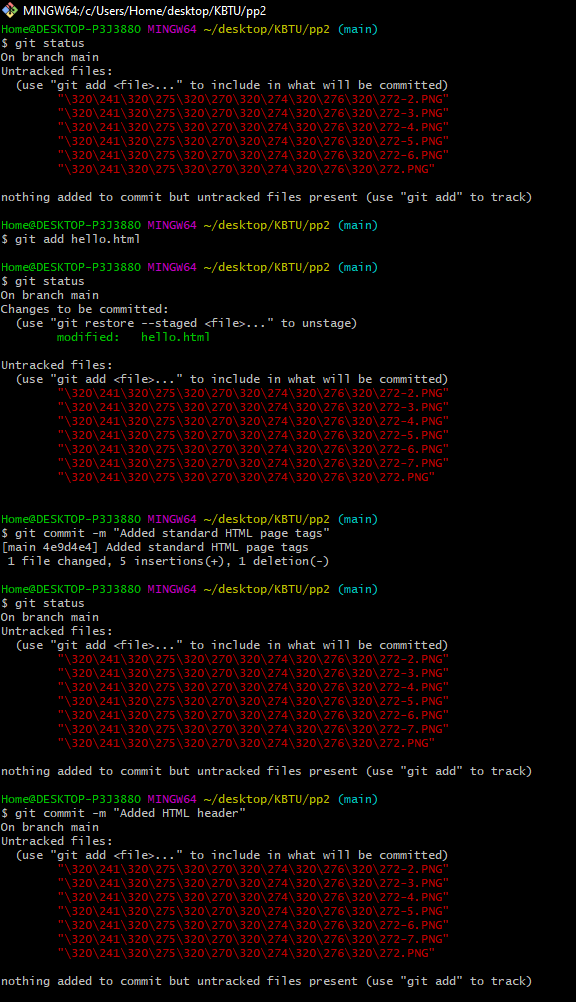 MINGW64:/c/Users/Home/desktop/KBTU/pp2
Home@DESKTOP-P3J388O MINGW64 ~/desktop/KBTU/pp2 (main)
$ git status
On branch main
Untracked files:
  (use "git add <file>..." to include in what will be committed)
        "\320\241\320\275\320\270\320\274\320\276\320\272-2.PNG"
        "\320\241\320\275\320\270\320\274\320\276\320\272-3.PNG"
        "\320\241\320\275\320\270\320\274\320\276\320\272-4.PNG"
        "\320\241\320\275\320\270\320\274\320\276\320\272-5.PNG"
        "\320\241\320\275\320\270\320\274\320\276\320\272-6.PNG"
        "\320\241\320\275\320\270\320\274\320\276\320\272.PNG"

nothing added to commit but untracked files present (use "git add" to track)

Home@DESKTOP-P3J388O MINGW64 ~/desktop/KBTU/pp2 (main)
$ git add hello.html

Home@DESKTOP-P3J388O MINGW64 ~/desktop/KBTU/pp2 (main)
$ git status
On branch main
Changes to be committed:
  (use "git restore --staged <file>..." to unstage)
        modified:   hello.html

Untracked files:
  (use "git add <file>..." to include in what will be committed)
        "\320\241\320\275\320\270\320\274\320\276\320\272-2.PNG"
        "\320\241\320\275\320\270\320\274\320\276\320\272-3.PNG"
        "\320\241\320\275\320\270\320\274\320\276\320\272-4.PNG"
        "\320\241\320\275\320\270\320\274\320\276\320\272-5.PNG"
        "\320\241\320\275\320\270\320\274\320\276\320\272-6.PNG"
        "\320\241\320\275\320\270\320\274\320\276\320\272-7.PNG"
        "\320\241\320\275\320\270\320\274\320\276\320\272.PNG"

Home@DESKTOP-P3J388O MINGW64 ~/desktop/KBTU/pp2 (main)
$ git commit -m "Added standard HTML page tags"
[main 4e9d4e4] Added standard HTML page tags
 1 file changed, 5 insertions(+), 1 deletion(-)

Home@DESKTOP-P3J388O MINGW64 ~/desktop/KBTU/pp2 (main)
$ git status
On branch main
Untracked files:
  (use "git add <file>..." to include in what will be committed)
        "\320\241\320\275\320\270\320\274\320\276\320\272-2.PNG"
        "\320\241\320\275\320\270\320\274\320\276\320\272-3.PNG"
        "\320\241\320\275\320\270\320\274\320\276\320\272-4.PNG"
        "\320\241\320\275\320\270\320\274\320\276\320\272-5.PNG"
        "\320\241\320\275\320\270\320\274\320\276\320\272-6.PNG"
        "\320\241\320\275\320\270\320\274\320\276\320\272-7.PNG"
        "\320\241\320\275\320\270\320\274\320\276\320\272.PNG"

nothing added to commit but untracked files present (use "git add" to track)

Home@DESKTOP-P3J388O MINGW64 ~/desktop/KBTU/pp2 (main)
$ git commit -m "Added HTML header"
On branch main
Untracked files:
  (use "git add <file>..." to include in what will be committed)
        "\320\241\320\275\320\270\320\274\320\276\320\272-2.PNG"
        "\320\241\320\275\320\270\320\274\320\276\320\272-3.PNG"
        "\320\241\320\275\320\270\320\274\320\276\320\272-4.PNG"
        "\320\241\320\275\320\270\320\274\320\276\320\272-5.PNG"
        "\320\241\320\275\320\270\320\274\320\276\320\272-6.PNG"
        "\320\241\320\275\320\270\320\274\320\276\320\272-7.PNG"
        "\320\241\320\275\320\270\320\274\320\276\320\272.PNG"

nothing added to commit but untracked files present (use "git add" to track)